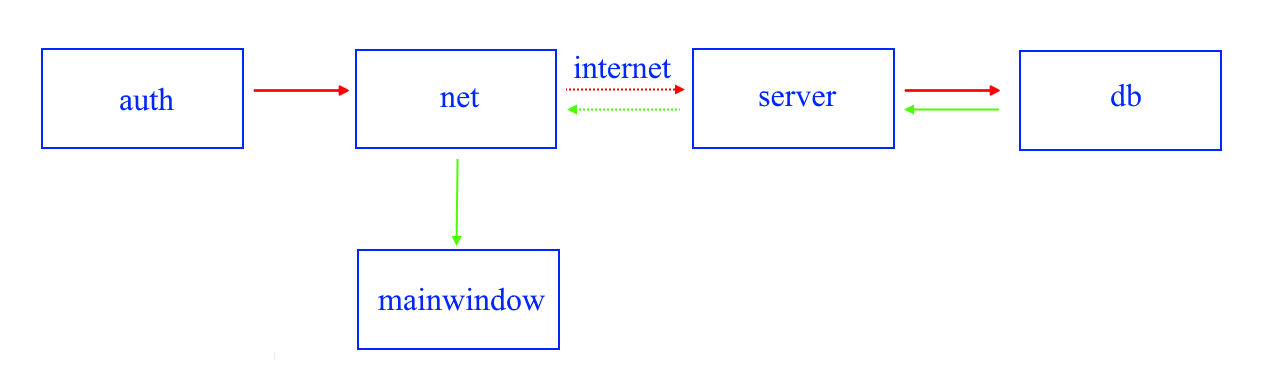 auth
net
internet
server
db
mainwindow